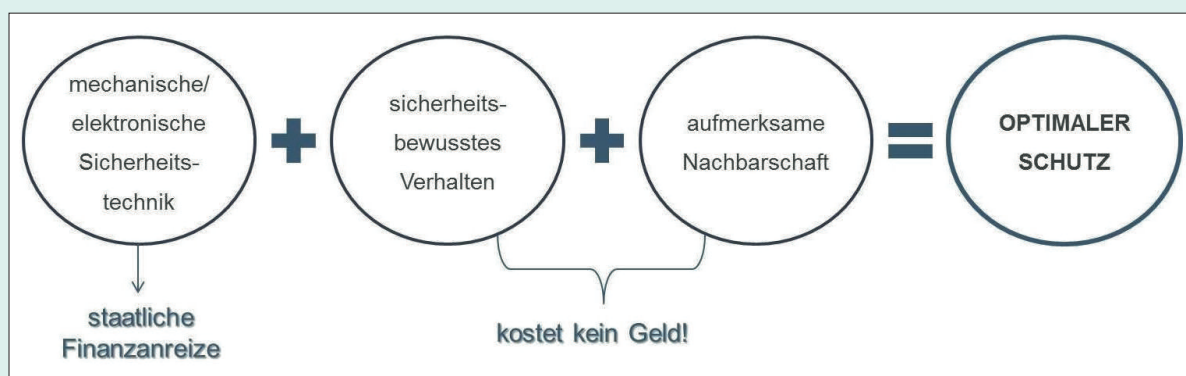 mechanische/
elektronische
Sicherheits-
technik
+
sicherheits-
bewusstes
Verhalten
+
aufmerksame
Nachbarschaft
=
OPTIMALER
SCHUTZ
staatliche
Finanzanreize
kostet kein Geld!